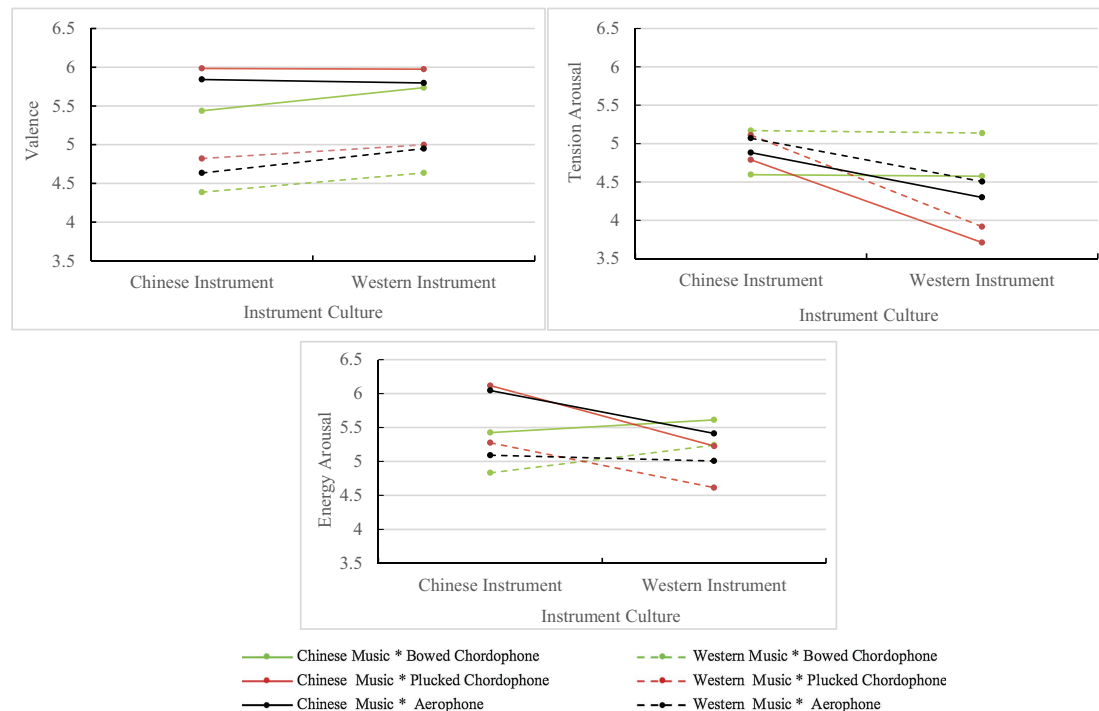 6.5
6
5.5
5
4.5
4
3.5
Valence
Chinese Instrument Western Instrument
Instrument Culture
6.5
6
5.5
5
4.5
4
3.5
Tension Arousal
Chinese Instrument Western Instrument
Instrument Culture
6.5
6
5.5
5
4.5
4
3.5
Energy Arousal
Chinese Instrument Western Instrument
Instrument Culture
Chinese Music * Bowed Chordophone Western Music * Bowed Chordophone
Chinese Music * Plucked Chordophone Western Music * Plucked Chordophone
Chinese Music * Aerophone Western Music * Aerophone